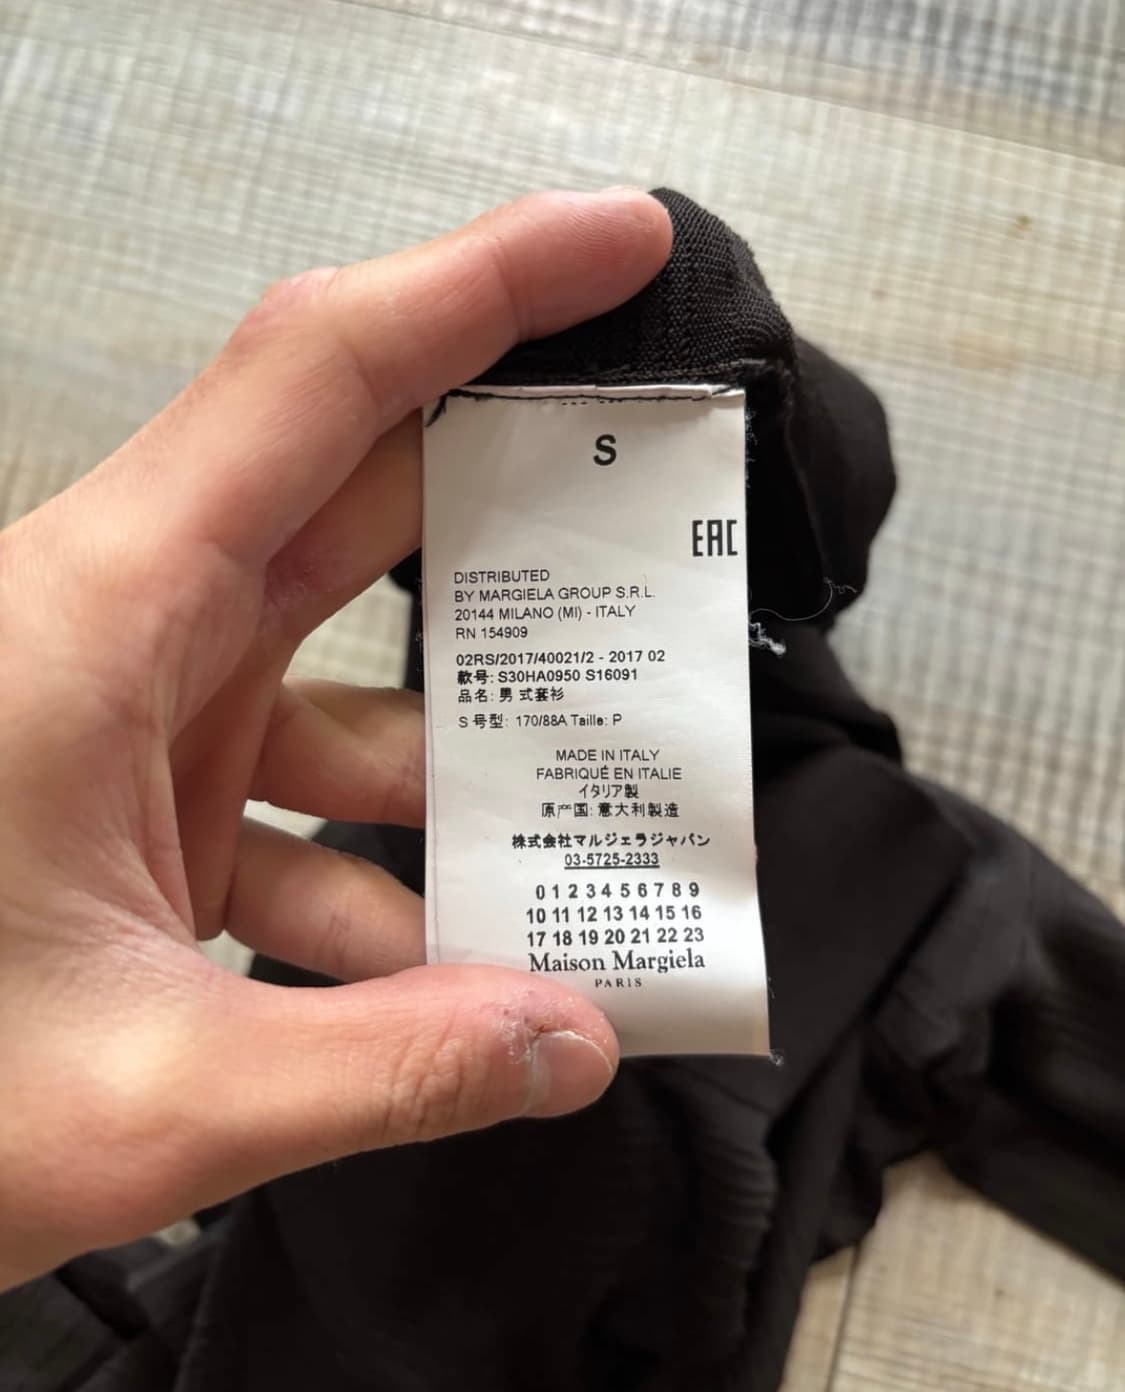 S
EAC
DISTRIBUTED
BY MARGIELA GROUP S.R.L.
20144 MILANO (MI) - ITALY
RN 154909
02RS/2017/40021/2 - 2017 02
款号: S30HA0950 S16091
品名: 男 式套衫
S 号型: 170/88A Taille: P
MADE IN ITALY
FABRIQUÉ EN ITALIE
イタリア製
原产国: 意大利製造
株式会社マルジェラジャパン
03-5725-2333
0 1 2 3 4 5 6 7 8 9
10 11 12 13 14 15 16
17 18 19 20 21 22 23
Maison Margiela
PARIS